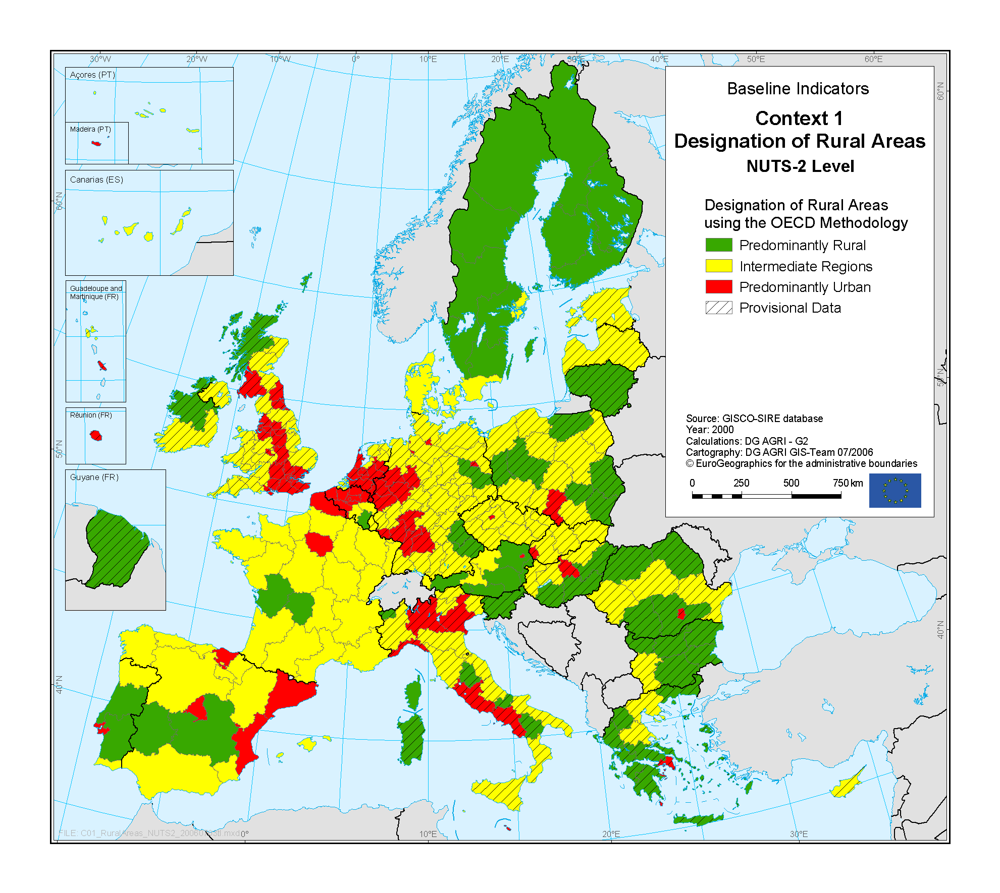 30°W 20°W 10°W 0° 10°E 20°E 30°E 40°E 50°E 60°E
Açores (PT)
Madeira (PT)
Canarias (ES)
Guadeloupe and
Martinique (FR)
Réunion (FR)
Guyane (FR)
60°N
50°N
40°N
Baseline Indicators
Context 1
Designation of Rural Areas
NUTS-2 Level
Designation of Rural Areas
using the OECD Methodology
Predominantly Rural
Intermediate Regions
Predominantly Urban
Provisional Data
Source: GISCO-SIRE database
Year: 2000
Calculations: DG AGRI - G2
Cartography: DG AGRI GIS-Team 07/2006
© EuroGeographics for the administrative boundaries
0 250 500 750 km
60°N
50°N
40°N
0° 10°E 20°E 30°E